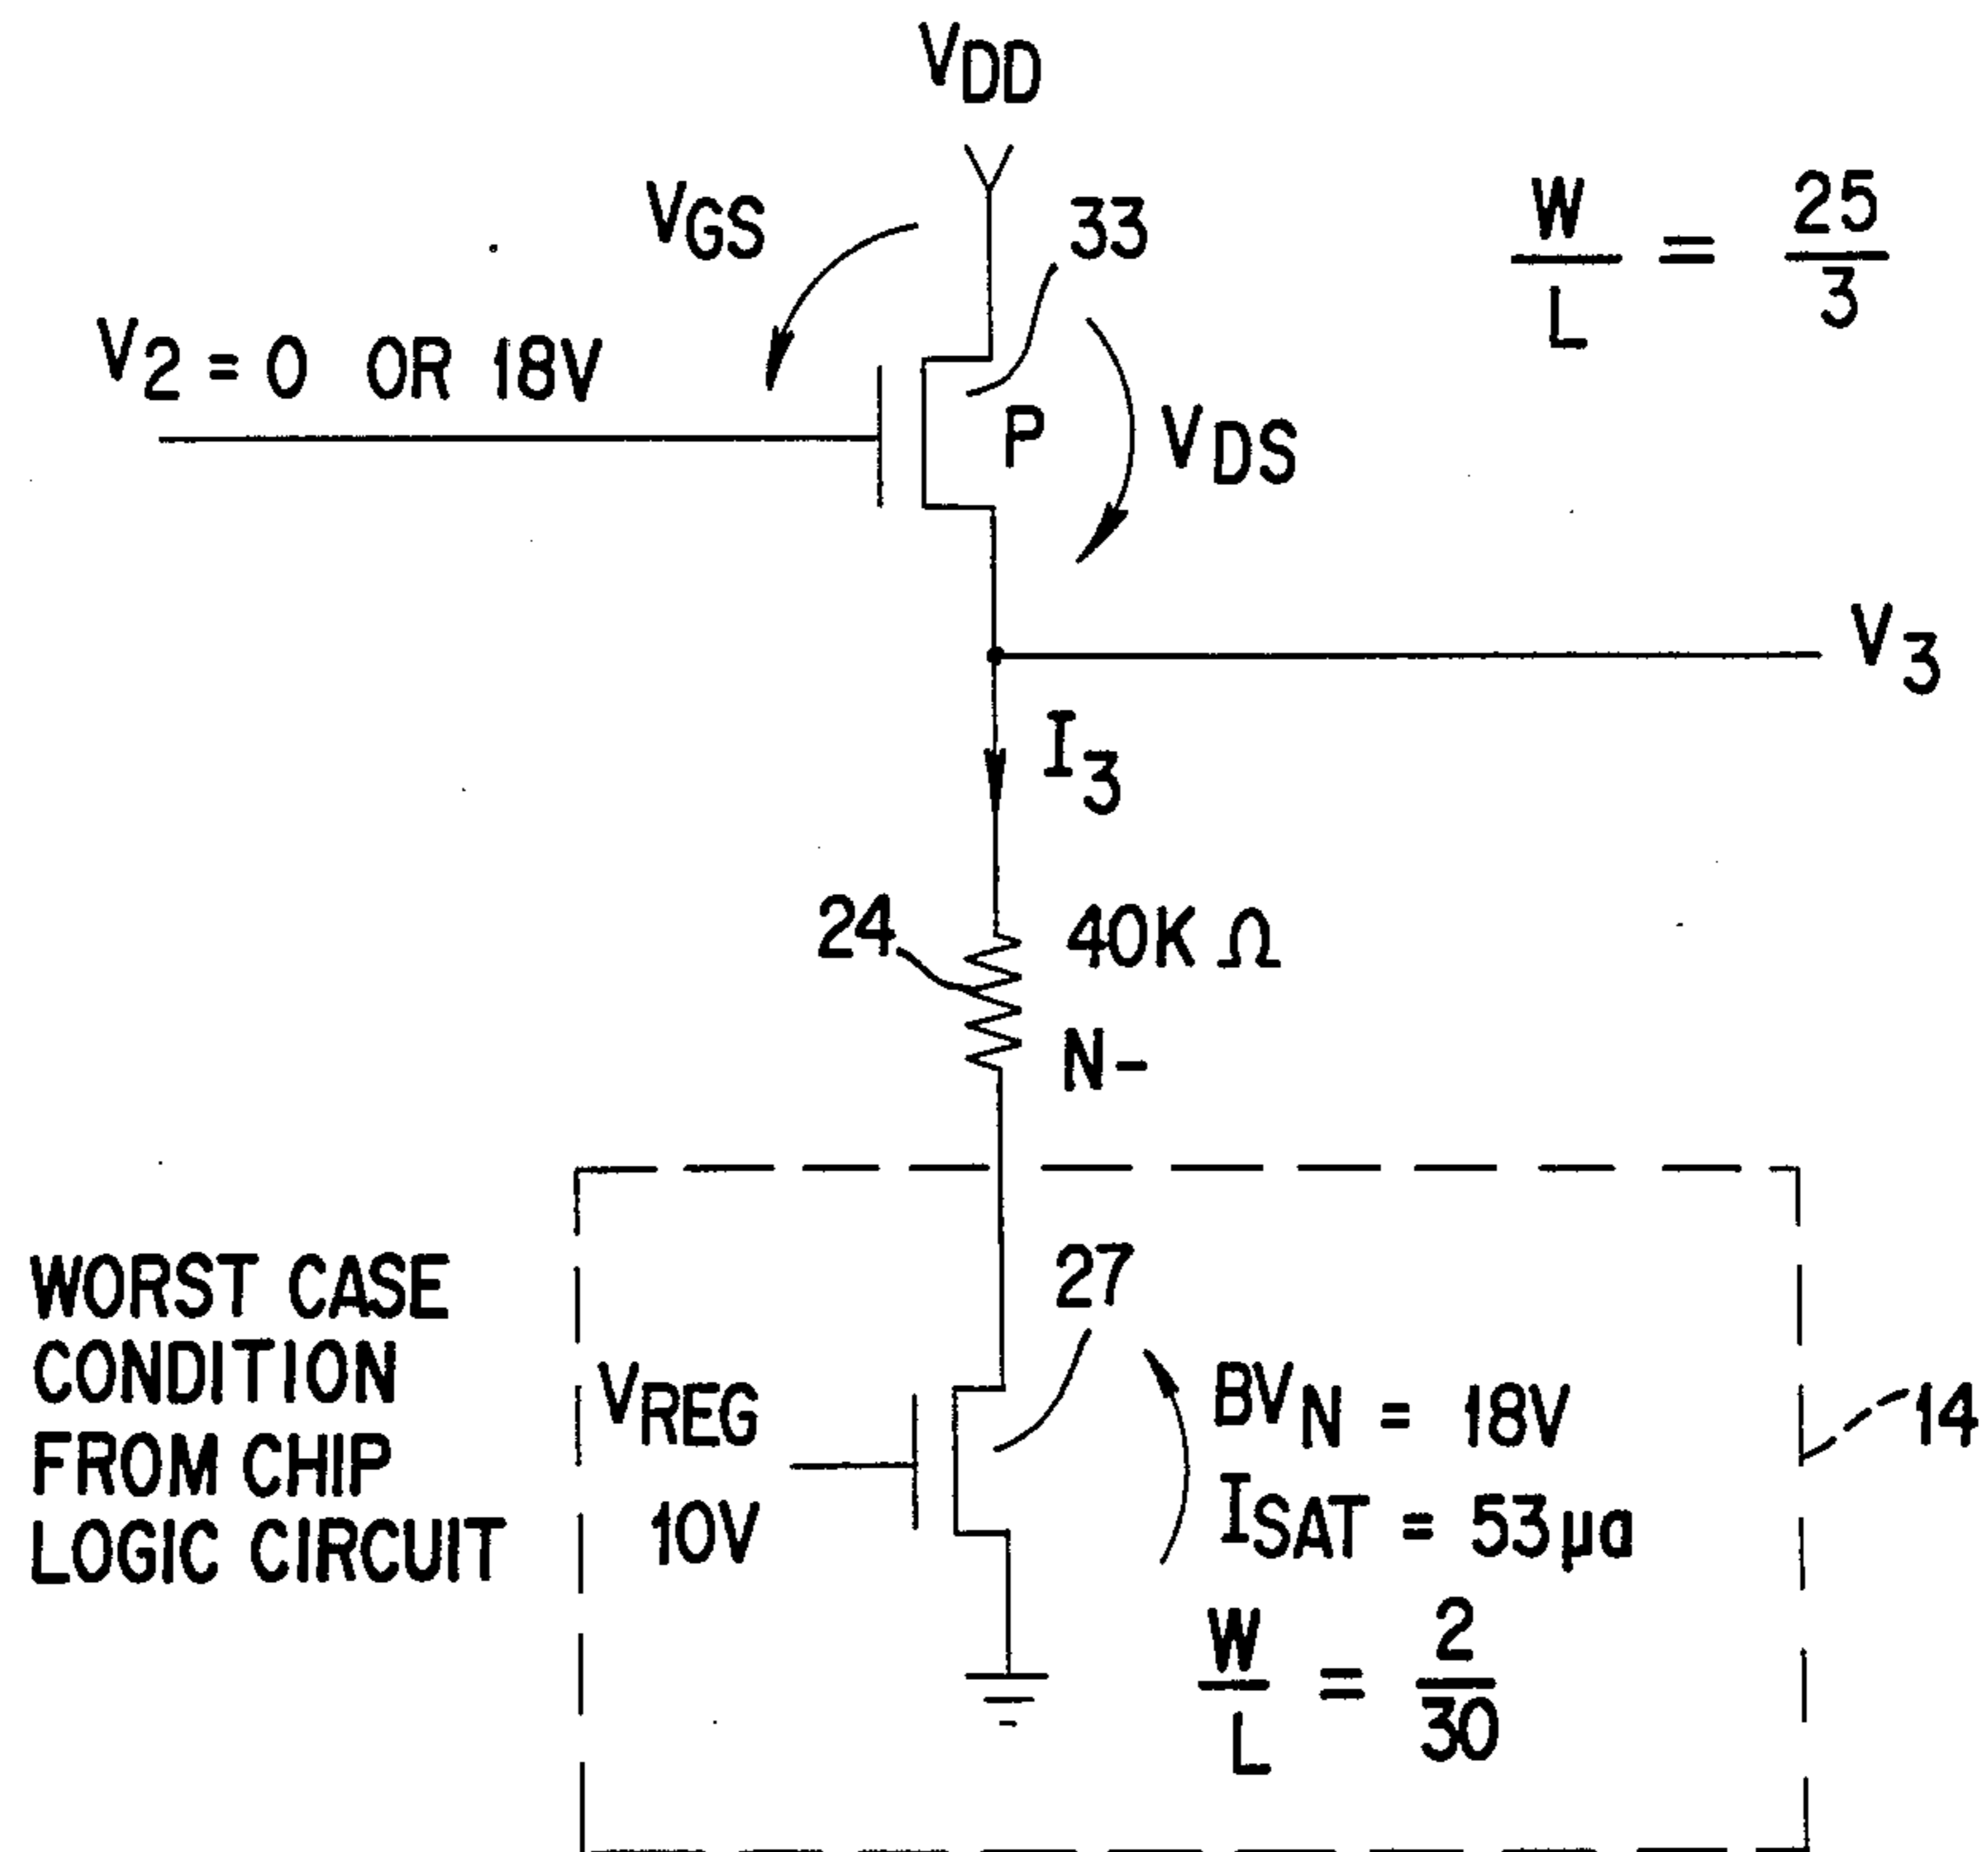 VDD
VGS
33
W/L = 25/3
V2 = 0 OR 18V
P
VDS
V3
I3
24
40K Ω
N-
WORST CASE
CONDITION
FROM CHIP
LOGIC CIRCUIT
27
VREG
10V
BVN = 18V
ISAT = 53µa
W/L = 2/30
14